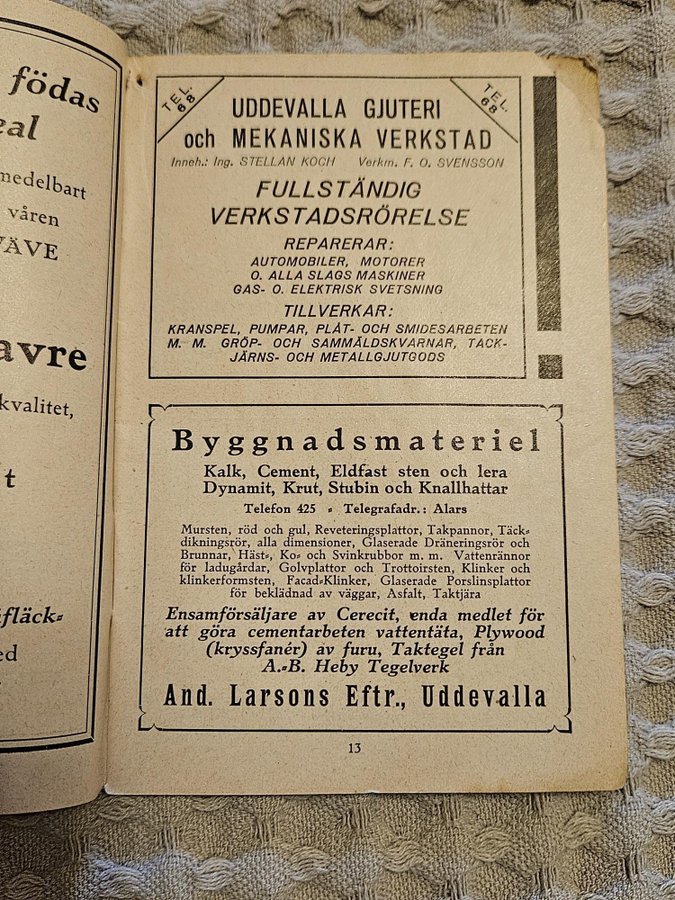 födas
eal
medelbart
våren
VÄVE
avre
kvalitet,
t
fläck-
ed
TEL. 68
TEL. 68
UDDEVALLA GJUTERI
och MEKANISKA VERKSTAD
Inneh.: Ing. STELLAN KOCH Verkm. F. O. SVENSSON
FULLSTÄNDIG
VERKSTADSRÖRELSE
REPARERAR:
AUTOMOBILER, MOTORER
O. ALLA SLAGS MASKINER
GAS- O. ELEKTRISK SVETSNING
TILLVERKAR:
KRANSPEL, PUMPAR, PLÅT- OCH SMIDESARBETEN
M. M. GRÖP- OCH SAMMÄLDSKVARNAR, TACK-
JÄRNS- OCH METALLGJUTGODS
Byggnadsmateriel
Kalk, Cement, Eldfast sten och lera
Dynamit, Krut, Stubin och Knallhattar
Telefon 425 - Telegrafadr.: Alars
Mursten, röd och gul, Reveteringsplattor, Takpannor, Täck-
dikningsrör, alla dimensioner, Glaserade Dräneringsrör och
Brunnar, Häst-, Ko- och Svinkrubbor m. m. Vattenrännor
för ladugårdar, Golvplattor och Trottoirsten, Klinker och
klinkerformsten, Facad-Klinker, Glaserade Porslinsplattor
för beklädnad av väggar, Asfalt, Taktjära
Ensamförsäljare av Cerecit, enda medlet för
att göra cementarbeten vattentäta, Plywood
(kryssfanér) av furu, Taktegel från
A.-B. Heby Tegelverk
And. Larsons Eftr., Uddevalla
13